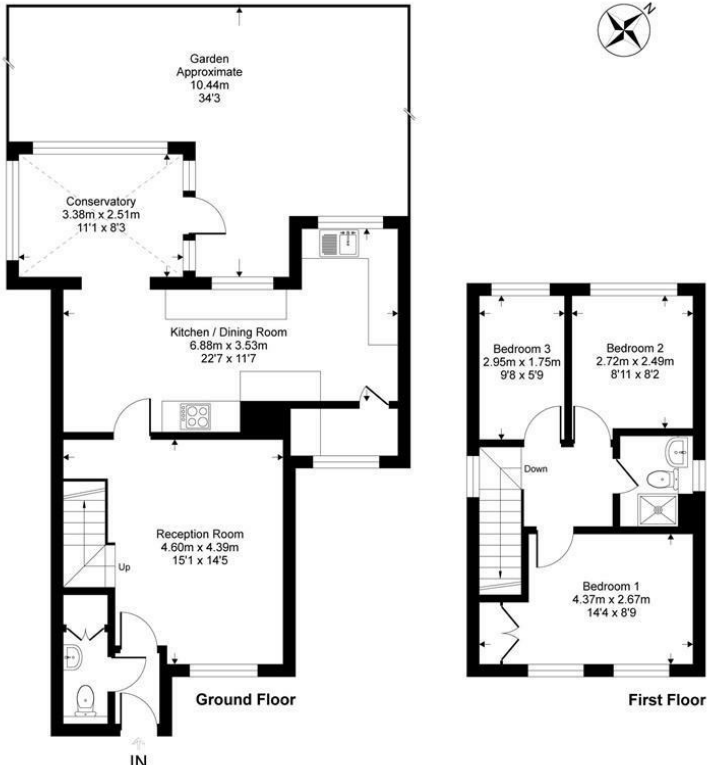 N
Garden
Approximate
10.44m
34'3
Conservatory
3.38m x 2.51m
11'1 x 8'3
Kitchen / Dining Room
6.88m x 3.53m
22'7 x 11'7
Reception Room
4.60m x 4.39m
15'1 x 14'5
Up
Ground Floor
IN
Bedroom 3
2.95m x 1.75m
9'8 x 5'9
Bedroom 2
2.72m x 2.49m
8'11 x 8'2
Down
Bedroom 1
4.37m x 2.67m
14'4 x 8'9
First Floor